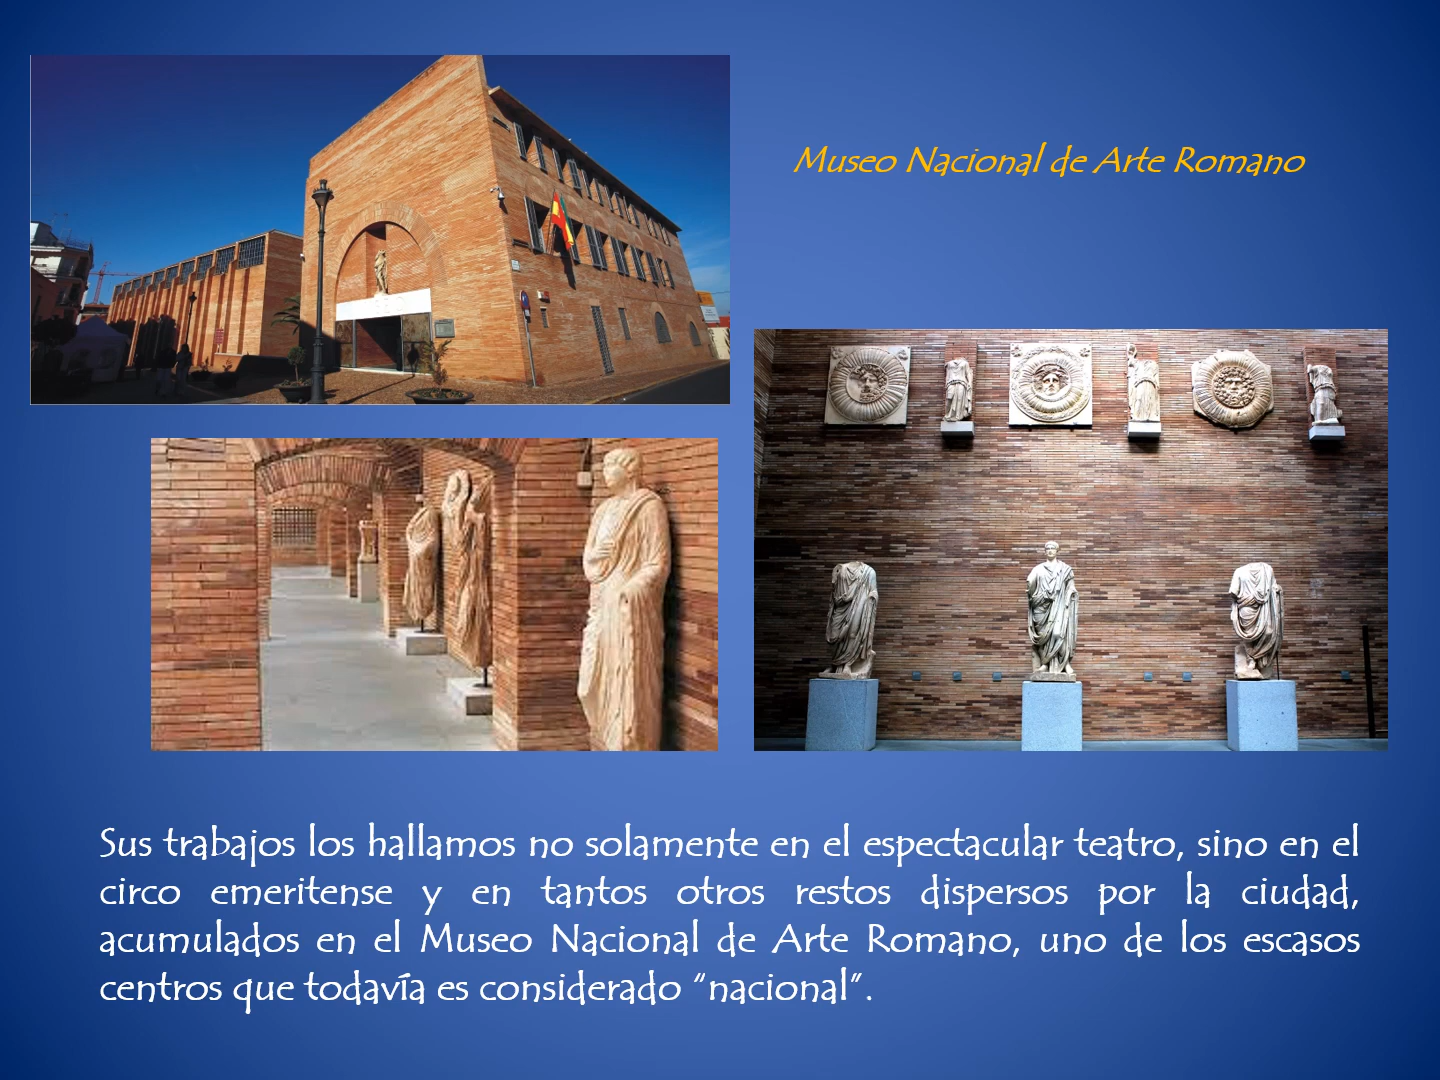 Museo Nacional de Arte Romano
Sus trabajos los hallamos no solamente en el espectacular teatro, sino en el
circo emeritense y en tantos otros restos dispersos por la ciudad,
acumulados en el Museo Nacional de Arte Romano, uno de los escasos
centros que todavía es considerado “nacional”.